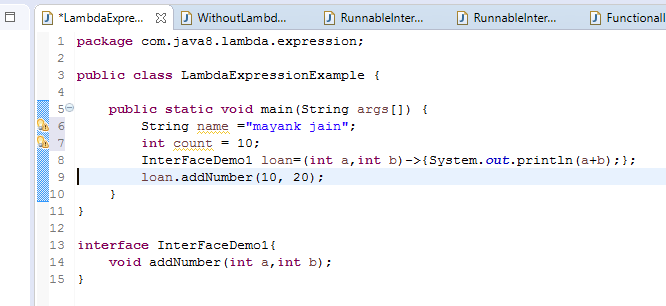 *LambdaExpre... WithoutLambd... RunnableInter... RunnableInter... FunctionalI
1 package com.java8.lambda.expression;
2
3 public class LambdaExpressionExample {
4
5 public static void main(String args[]) {
6 String name ="mayank jain";
7 int count = 10;
8 InterFaceDemo1 loan=(int a,int b)->{System.out.println(a+b);};
9 loan.addNumber(10, 20);
10 }
11 }
12
13 interface InterFaceDemo1{
14 void addNumber(int a,int b);
15 }